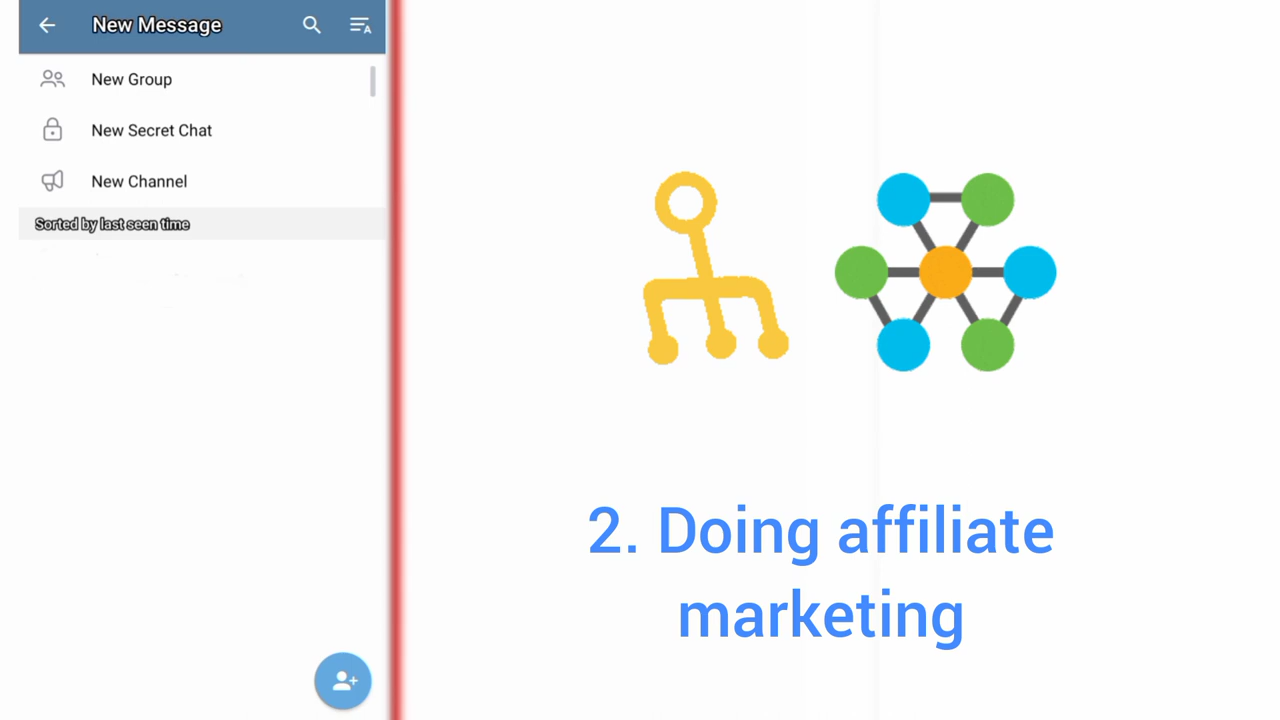 New Message
New Group
New Secret Chat
New Channel
Sorted by last seen time
2. Doing affiliate
marketing